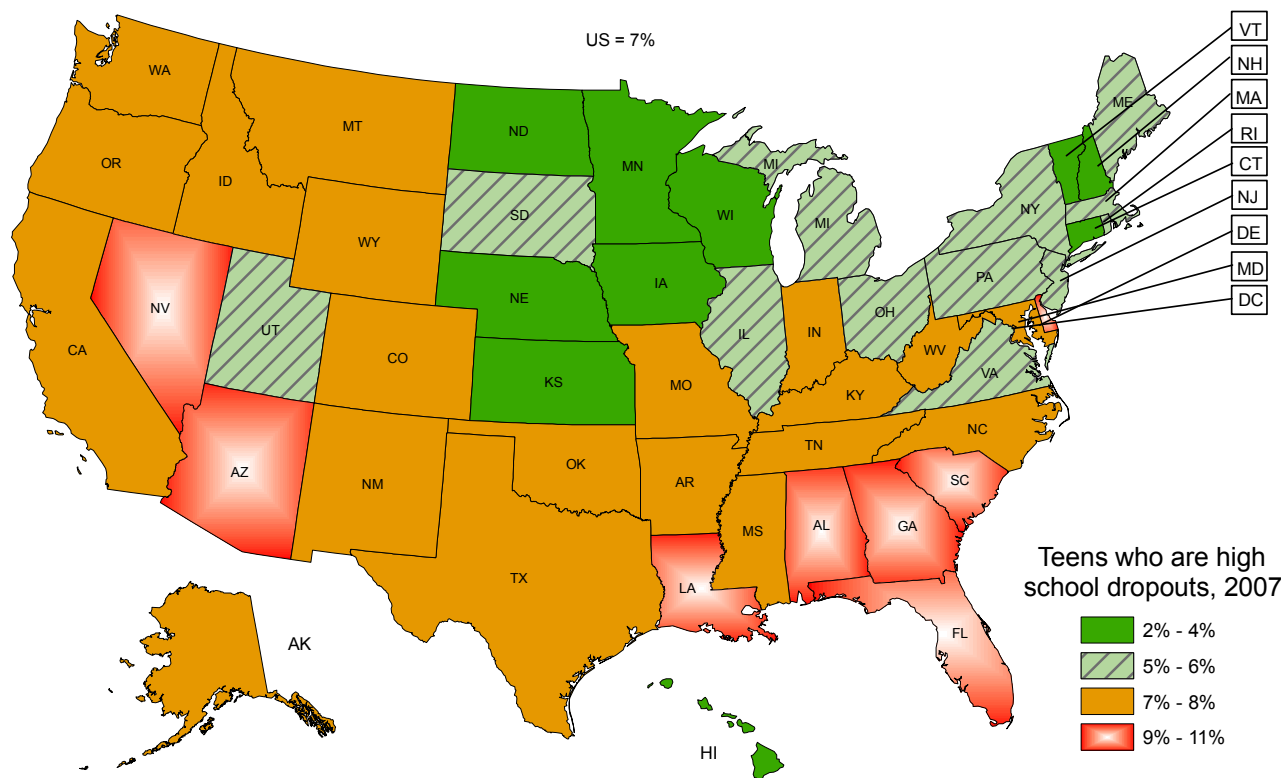 US = 7%
VT
NH
MA
RI
CT
NJ
DE
MD
DC
WA
MT
ND
MN
ME
OR
ID
SD
WI
MI
MI
NY
WY
IA
PA
NV
UT
NE
IL
IN
OH
CA
CO
KS
MO
WV
VA
KY
AZ
NM
OK
AR
TN
NC
SC
MS
AL
GA
TX
LA
FL
AK
HI
Teens who are high
school dropouts, 2007
2% - 4%
5% - 6%
7% - 8%
9% - 11%